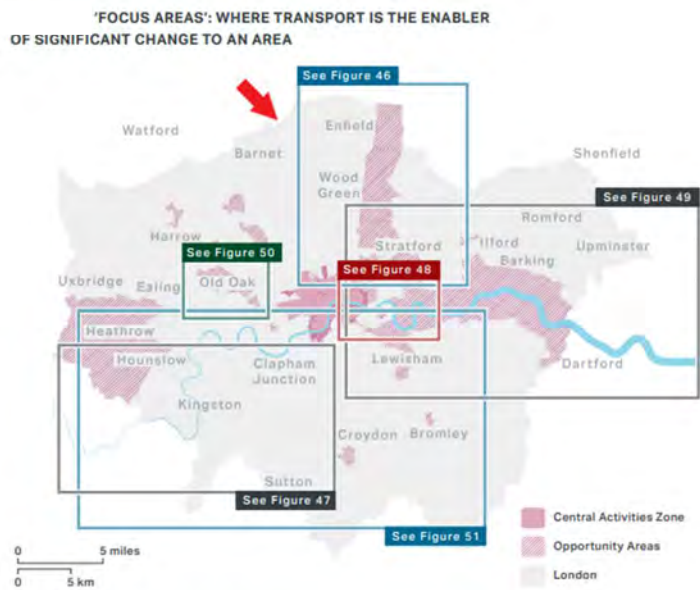 'FOCUS AREAS': WHERE TRANSPORT IS THE ENABLER
OF SIGNIFICANT CHANGE TO AN AREA
See Figure 46
Watford
Enfield
Barnet
Shenfield
Wood
Green
See Figure 49
Romford
Harrow
Stratford
Ilford
Upminster
See Figure 50
Barking
See Figure 48
Uxbridge
Ealing
Old Oak
Heathrow
Hounslow
Clapham
Junction
Lewisham
Dartford
Kingston
Croydon
Bromley
Sutton
See Figure 47
Central Activities Zone
See Figure 51
Opportunity Areas
London
0 5 miles
0 5 km